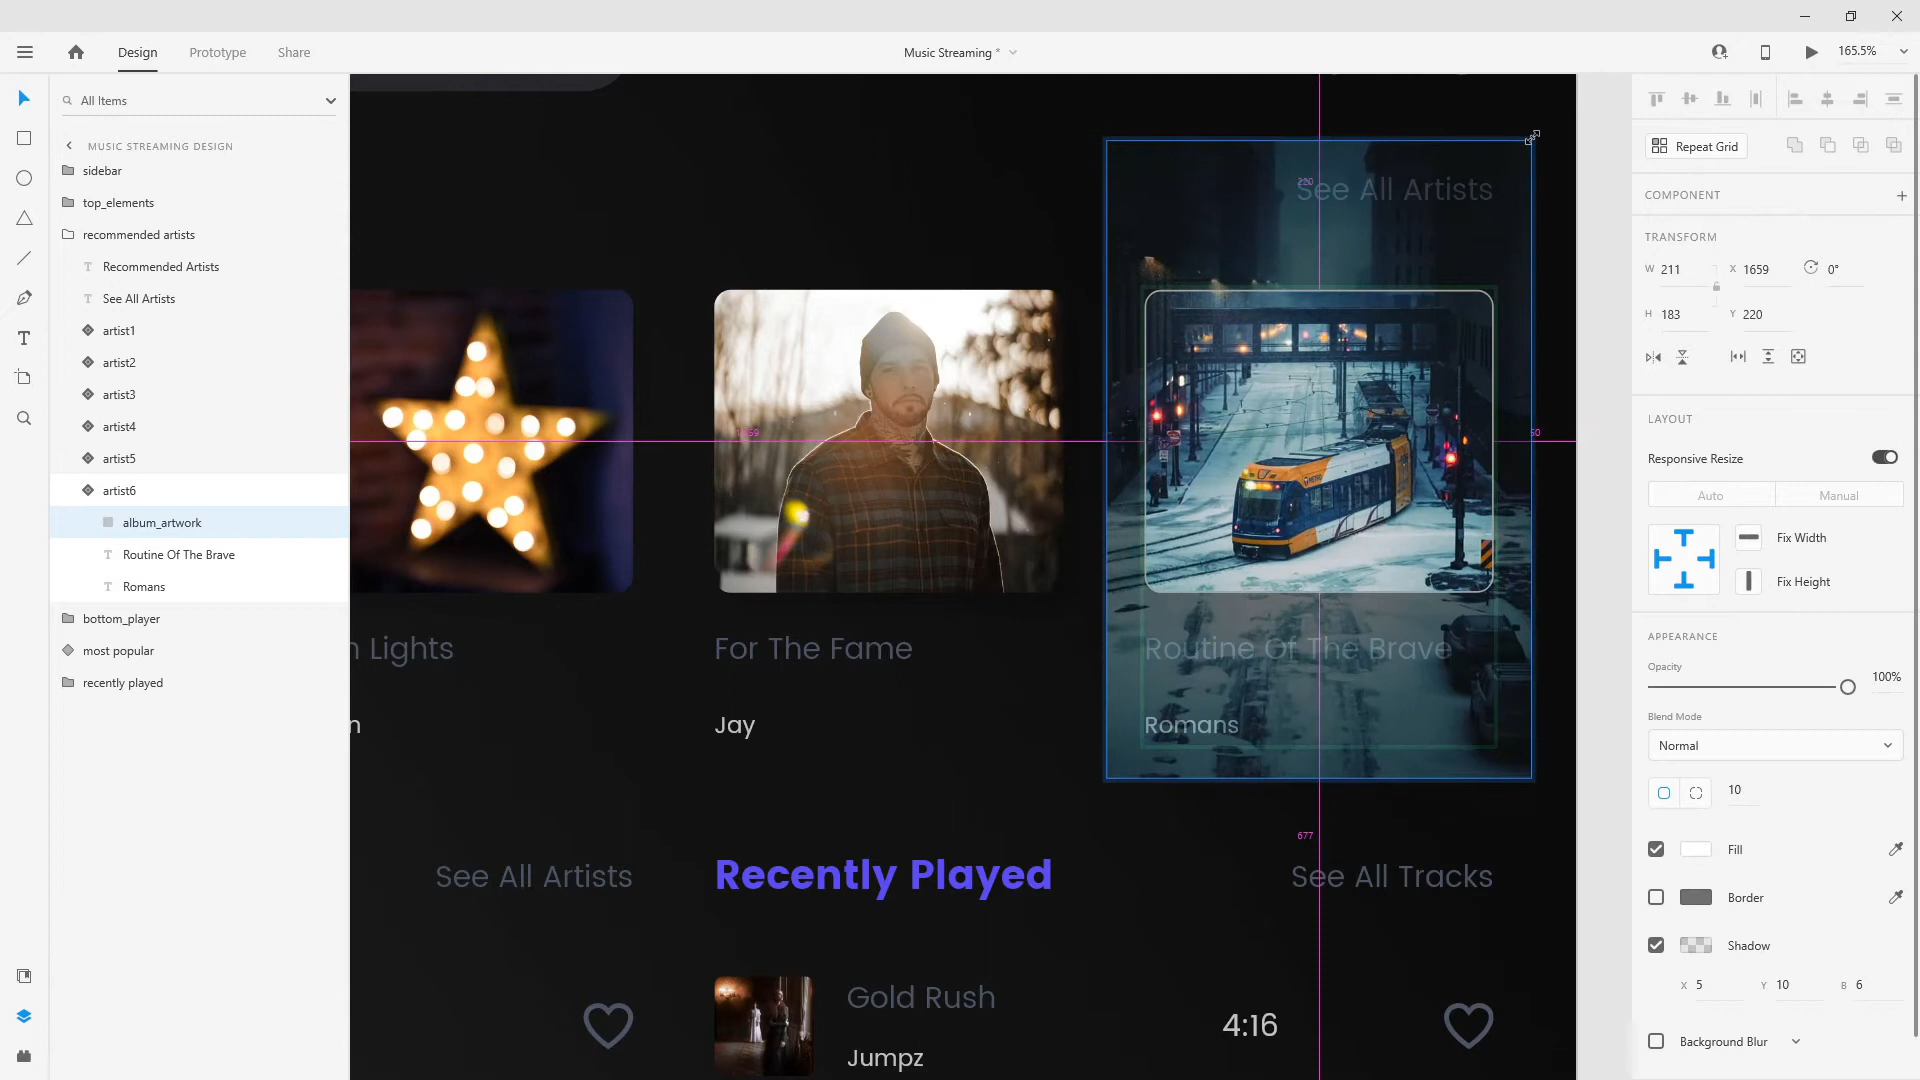 Design
Prototype
Share
Music Streaming *
165.5%
All Items
MUSIC STREAMING DESIGN
sidebar
top_elements
recommended artists
T Recommended Artists
T See All Artists
artist1
artist2
artist3
artist4
artist5
artist6
album_artwork
T Routine Of The Brave
T Romans
bottom_player
most popular
recently played
220
See All Artists
1659
50
n Lights
For The Fame
Routine Of The Brave
n
Jay
Romans
677
See All Artists
Recently Played
See All Tracks
Gold Rush
4:16
Jumpz
Repeat Grid
COMPONENT
TRANSFORM
W 211 X 1659 0°
H 183 Y 220
LAYOUT
Responsive Resize
Auto Manual
Fix Width
Fix Height
APPEARANCE
Opacity
100%
Blend Mode
Normal
10
Fill
Border
Shadow
X 5 Y 10 B 6
Background Blur